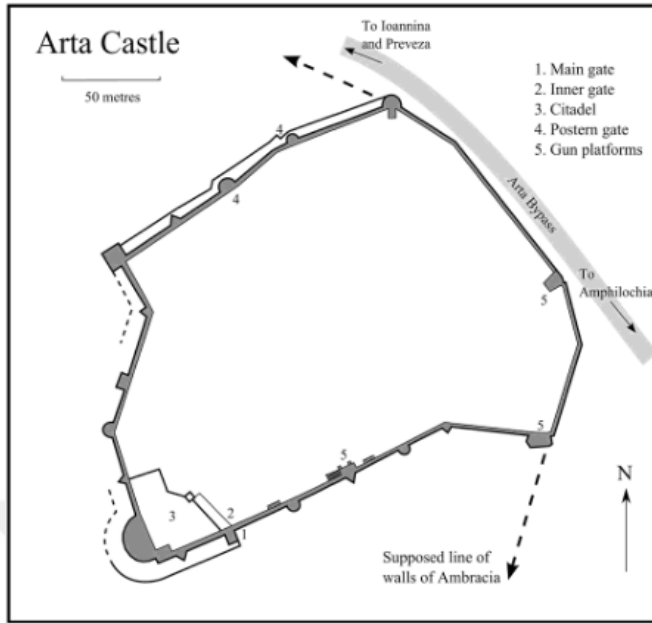 Arta Castle
50 metres
To Ioannina
and Preveza
1. Main gate
2. Inner gate
3. Citadel
4. Postern gate
5. Gun platforms
4
4
Arta Bypass
To
Amphilochia
5
5
5
3
2
1
N
Supposed line of
walls of Ambracia